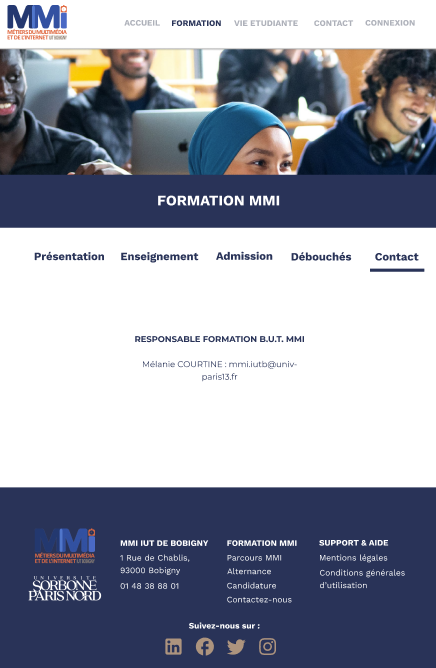 MMi
MÉTIERS DU MULTIMÉDIA
ET DE L'INTERNET IUT BOBIGNY
ACCUEIL FORMATION VIE ETUDIANTE CONTACT CONNEXION
FORMATION MMI
Présentation Enseignement Admission Débouchés Contact
RESPONSABLE FORMATION B.U.T. MMI
Mélanie COURTINE : mmi.iutb@univ-
paris13.fr
MMi
MÉTIERS DU MULTIMÉDIA
ET DE L'INTERNET IUT BOBIGNY
UNIVERSITÉ
SORBONNE
PARIS NORD
MMI IUT DE BOBIGNY
1 Rue de Chablis,
93000 Bobigny
01 48 38 88 01
FORMATION MMI
Parcours MMI
Alternance
Candidature
Contactez-nous
SUPPORT & AIDE
Mentions légales
Conditions générales
d'utilisation
Suivez-nous sur :